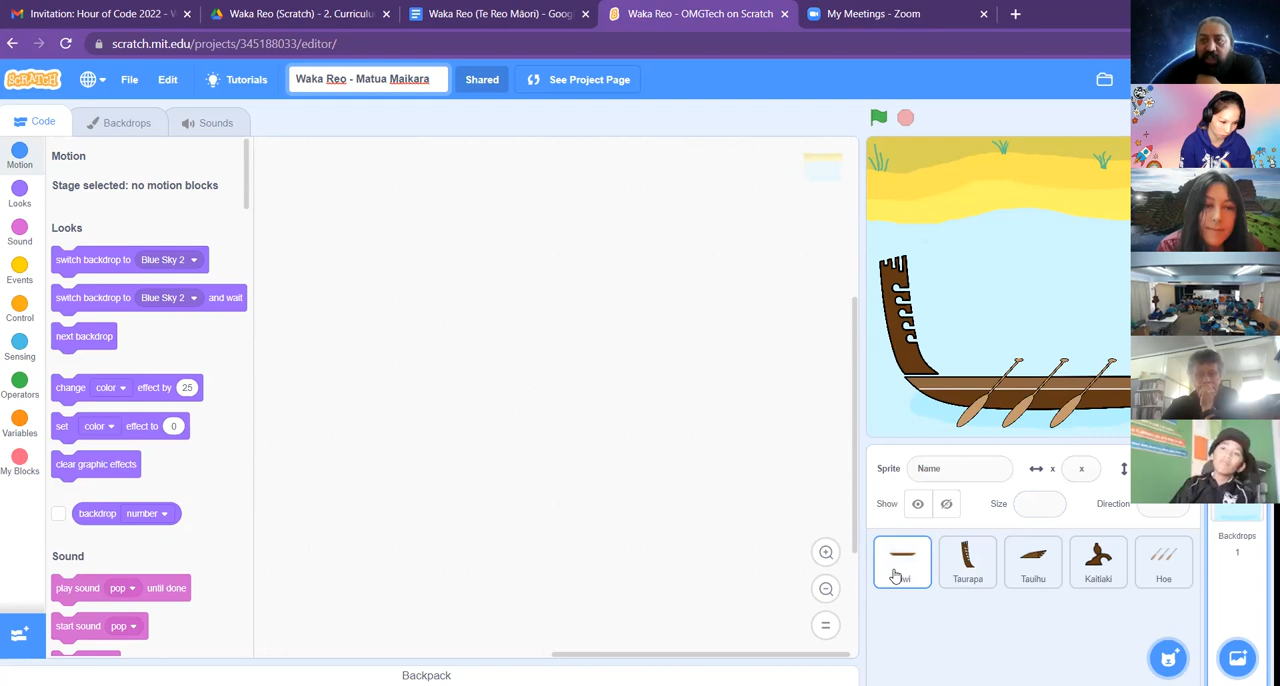 Invitation: Hour of Code 2022 - W
Waka Reo (Scratch) - 2. Curriculu
Waka Reo (Te Reo Māori) - Goog
Waka Reo - OMGTech on Scratch
My Meetings - Zoom
scratch.mit.edu/projects/345188033/editor/
SCRATCH
File
Edit
Tutorials
Waka Reo - Matua Maikara
Shared
See Project Page
Code
Backdrops
Sounds
Motion
Looks
Sound
Events
Control
Sensing
Operators
Variables
My Blocks
Motion
Stage selected: no motion blocks
Looks
switch backdrop to Blue Sky 2
switch backdrop to Blue Sky 2 and wait
next backdrop
change color effect by 25
set color effect to 0
clear graphic effects
backdrop number
Sound
play sound pop until done
start sound pop
Backpack
Sprite Name x x
Show Size Direction
Taurapa
Tauihu
Kaitiaki
Hoe
Backdrops
1